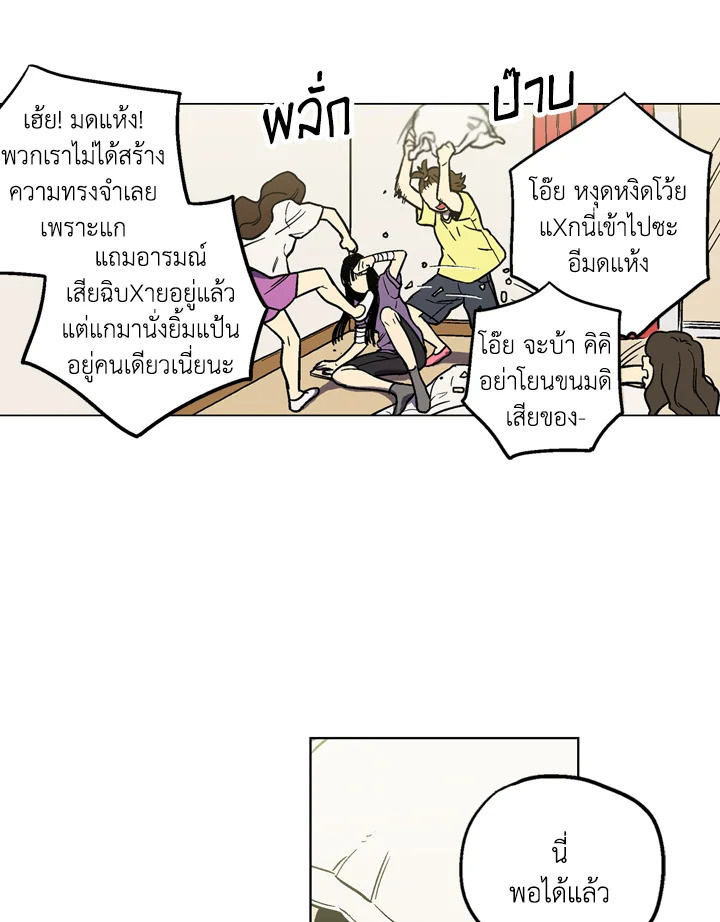 เฮ้ย! มดแห้ง!
พวกเราไม่ได้สร้าง
ความทรงจำเลย
เพราะแก
แถมอารมณ์
เสียฉิบXายอยู่แล้ว
แต่แกมานั่งยิ้มแป้น
อยู่คนเดียวเนี่ยนะ
พลั่ก
ป๊าบ
โอ๊ย หงุดหงิดโว้ย
แXกนี่เข้าไปซะ
อีมดแห้ง
โอ๊ย จะบ้า คิคิ
อย่าโยนขนมดิ
เสียของ-
นี่
พอได้แล้ว